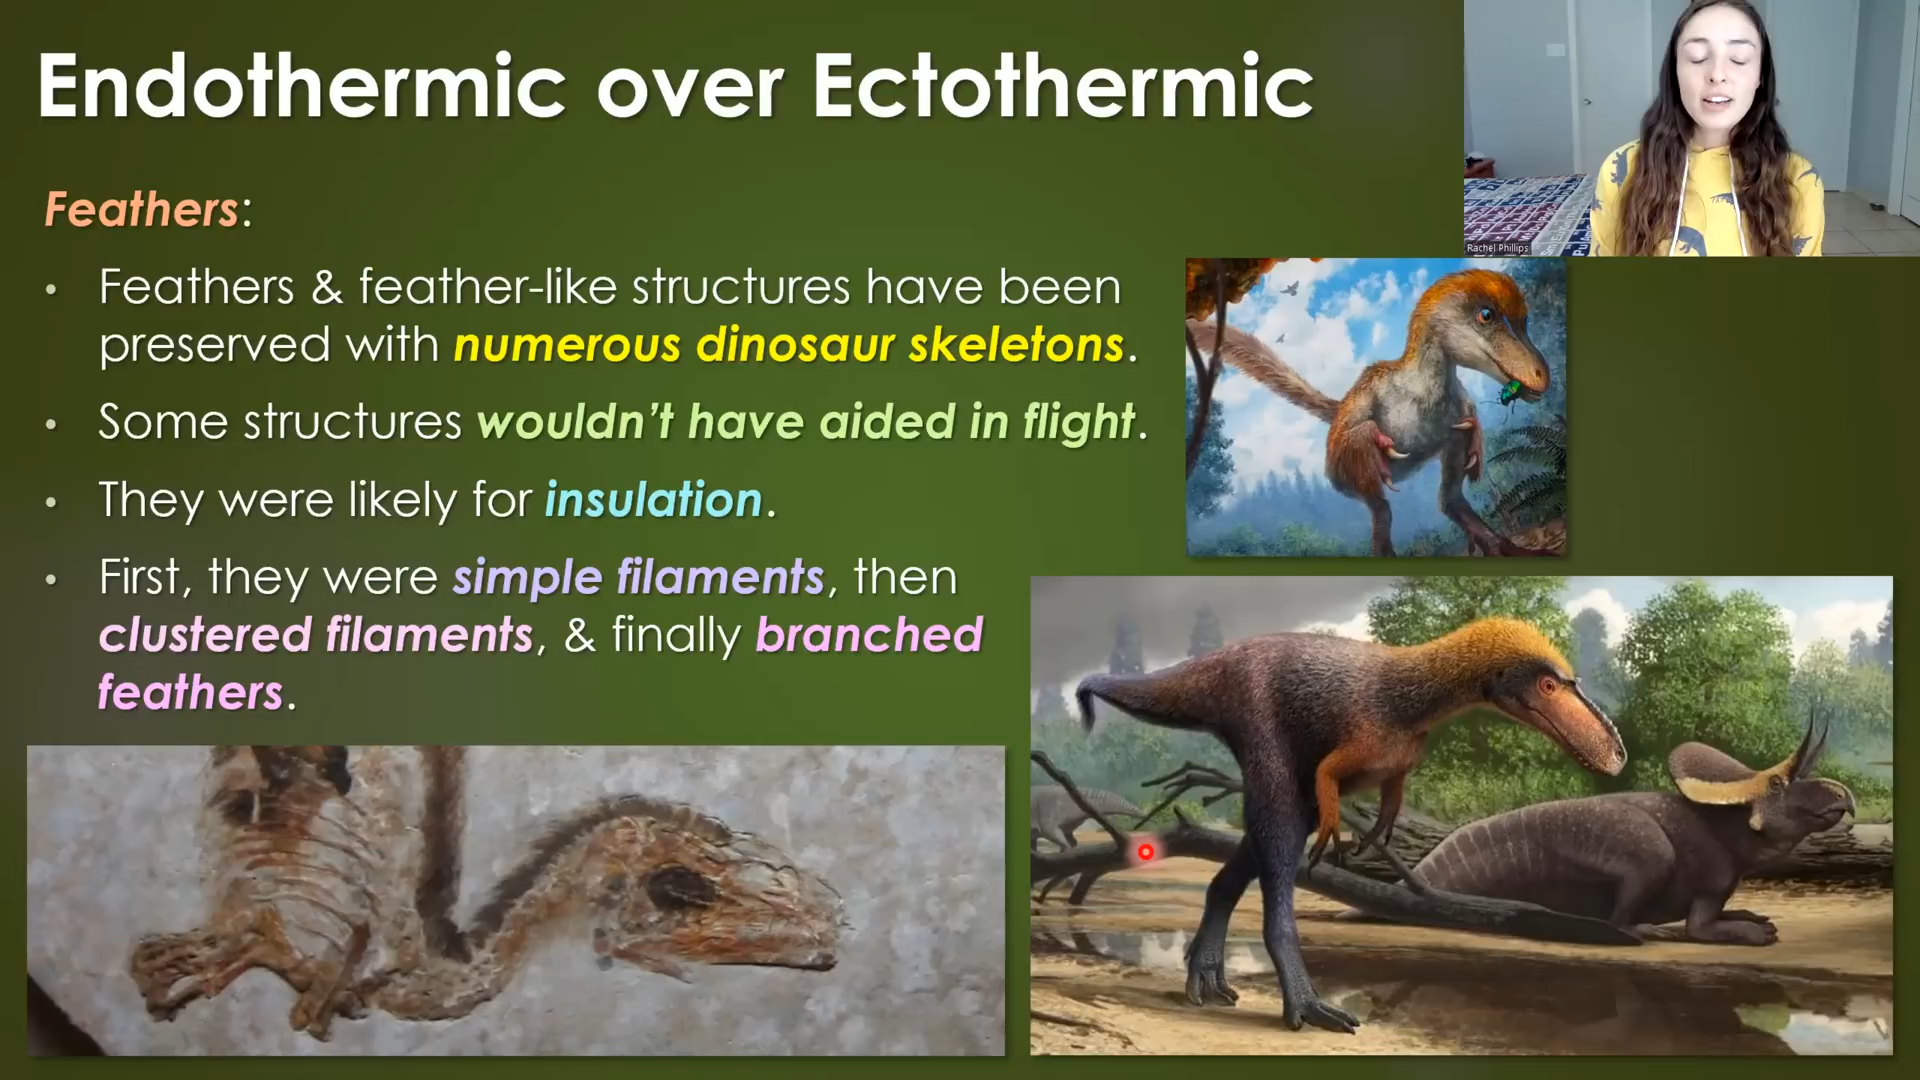 Endothermic over Ectothermic
Rachel Phillips
Feathers:
• Feathers & feather-like structures have been
preserved with numerous dinosaur skeletons.
• Some structures wouldn't have aided in flight.
• They were likely for insulation.
• First, they were simple filaments, then
clustered filaments, & finally branched
feathers.